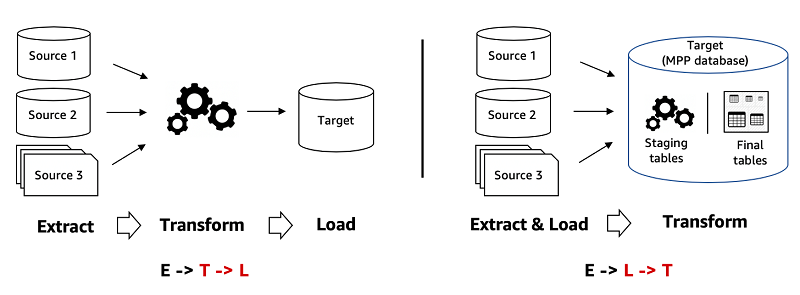 Source 1
Source 2
Source 3
Target
Extract
Transform
Load
E -> T -> L
Source 1
Source 2
Source 3
Target
(MPP database)
Staging
tables
Final
tables
Extract & Load
Transform
E -> L -> T